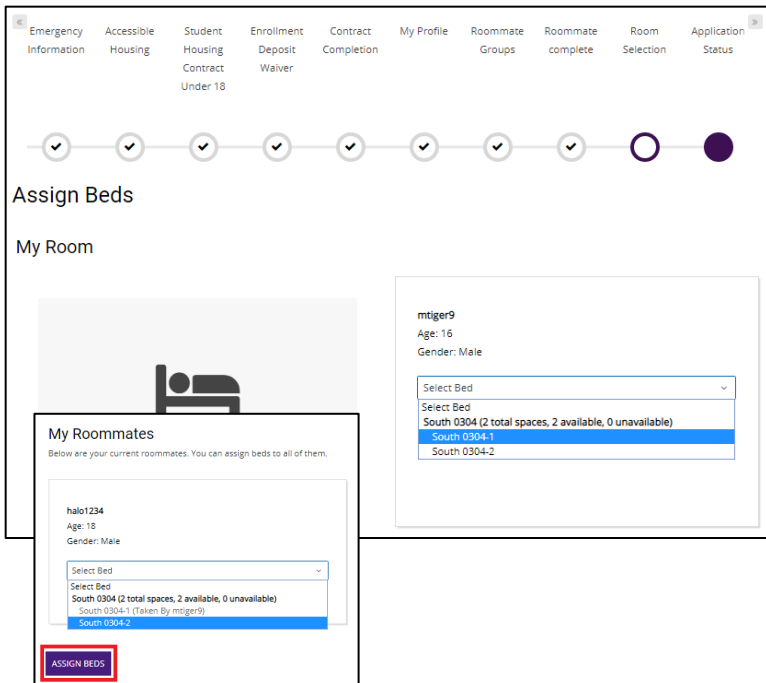 «
Emergency Information
Accessible Housing
Student Housing Contract Under 18
Enrollment Deposit Waiver
Contract Completion
My Profile
Roommate Groups
Roommate complete
Room Selection
Application Status
»
Assign Beds
My Room
mtiger9
Age: 16
Gender: Male
Select Bed
Select Bed
South 0304 (2 total spaces, 2 available, 0 unavailable)
South 0304-1
South 0304-2
My Roommates
Below are your current roommates. You can assign beds to all of them.
halo1234
Age: 18
Gender: Male
Select Bed
Select Bed
South 0304 (2 total spaces, 2 available, 0 unavailable)
South 0304-1 (Taken By mtiger9)
South 0304-2
ASSIGN BEDS